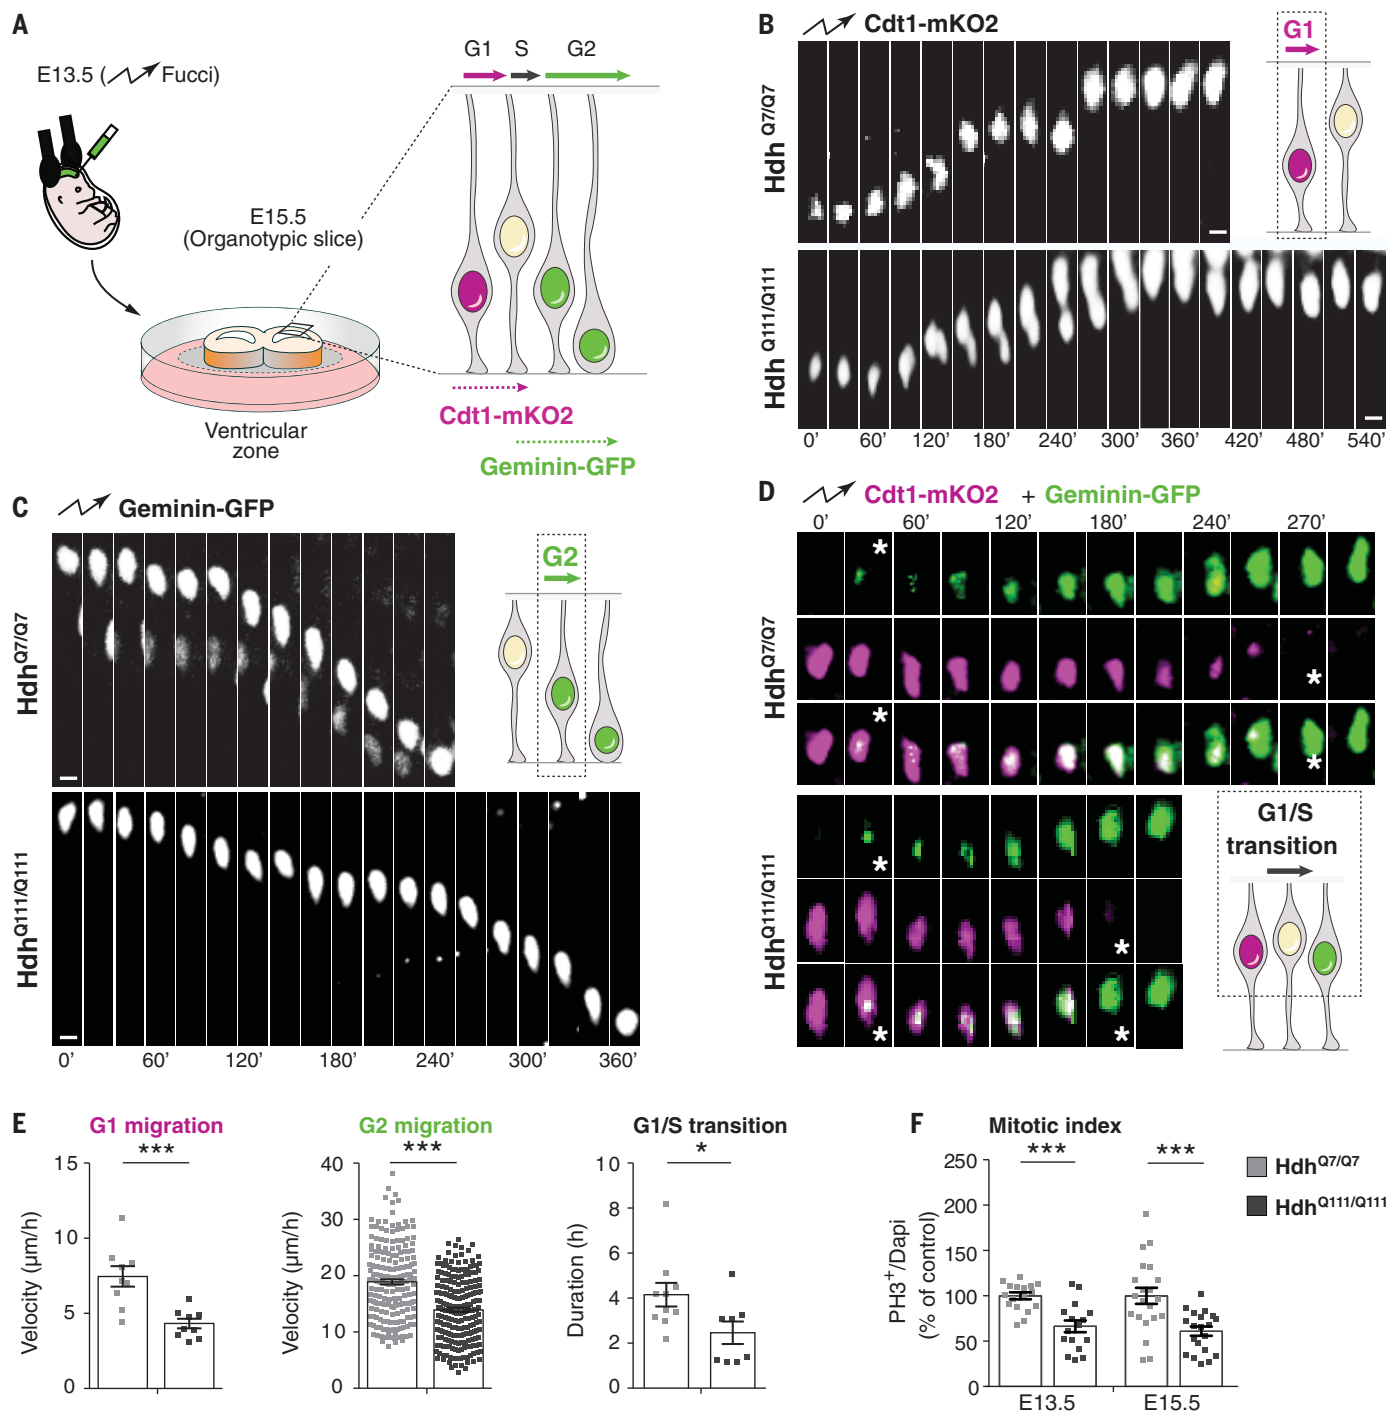 A
E13.5 ( Fucci)
E15.5
(Organotypic slice)
Ventricular
zone
G1 S G2
Cdt1-mKO2
Geminin-GFP
B
Cdt1-mKO2
Hdh Q7/Q7
G1
Hdh Q111/Q111
0’ 60’ 120’ 180’ 240’ 300’ 360’ 420’ 480’ 540’
C
Geminin-GFP
Hdh Q7/Q7
G2
Hdh Q111/Q111
0’ 60’ 120’ 180’ 240’ 300’ 360’
D
Cdt1-mKO2 + Geminin-GFP
0’ 60’ 120’ 180’ 240’ 270’
*
Hdh Q7/Q7
*
*
*
Hdh Q111/Q111
*
*
*
*
G1/S
transition
E
G1 migration
***
Velocity (µm/h)
15
10
5
0
G2 migration
***
Velocity (µm/h)
40
30
20
10
0
G1/S transition
*
Duration (h)
10
8
6
4
2
0
F
Mitotic index
*** ***
PH3+/Dapi
(% of control)
250
200
150
100
50
0
E13.5 E15.5
Hdh Q7/Q7
Hdh Q111/Q111